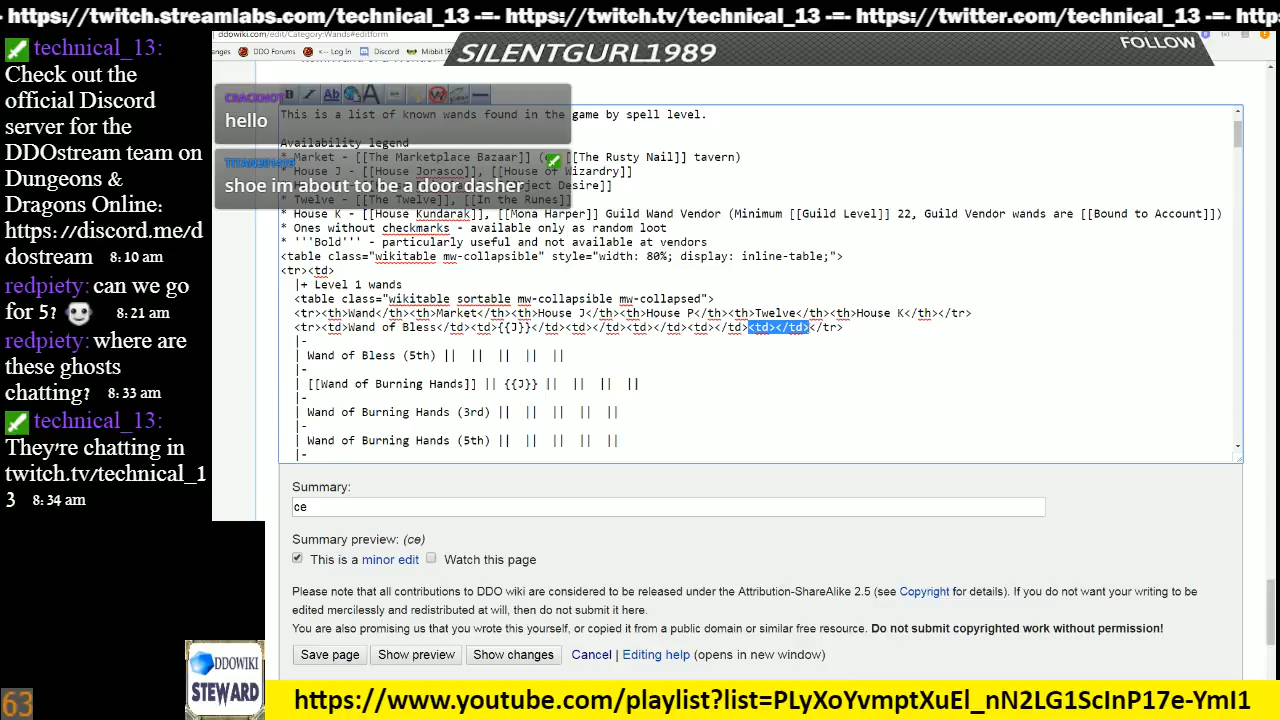 https://twitch.streamlabs.com/technical_13 -=- https://twitch.tv/technical_13 -=- https://twitter.com/technical_13 -=- https
technical_13:
Check out the
official Discord
server for the
DDOstream team on
Dungeons &
Dragons Online:
https://discord.me/d
dostream 8:10 am
redpiety: can we go
for 5? 8:21 am
redpiety: where are
these ghosts
chatting? 8:33 am
technical_13:
They're chatting in
twitch.tv/technical_1
3 8:34 am
63
DDOWIKI
STEWARD
ddowiki.com/edit/Category:Wands#editform
anges DDO Forums <-- Log in Discord Mibbit
SILENTGURL1989
FOLLOW
CRACKNOT
hello
shoe im about to be a door dasher
This is a list of known wands found in the game by spell level.
Availability legend
* Market - [[The Marketplace Bazaar]] ( [[The Rusty Nail]] tavern)
* House J - [[House Jorasco]], [[House of Wizardry]]
* Twelve - [[The Twelve]], [[In the Runes]]
* House K - [[House Kundarak]], [[Mona Harper]] Guild Wand Vendor (Minimum [[Guild Level]] 22, Guild Vendor wands are [[Bound to Account]])
* Ones without checkmarks - available only as random loot
* '''Bold''' - particularly useful and not available at vendors
<table class="wikitable mw-collapsible" style="width: 80%; display: inline-table;">
<tr><td>
|+ Level 1 wands
<table class="wikitable sortable mw-collapsible mw-collapsed">
<tr><th>Wand</th><th>Market</th><th>House J</th><th>House P</th><th>Twelve</th><th>House K</th></tr>
<tr><td>Wand of Bless</td><td>{{J}}</td><td></td><td></td><td></td><td></td></tr>
|-
| Wand of Bless (5th) || || || || ||
|-
| [[Wand of Burning Hands]] || {{J}} || || || ||
|-
| Wand of Burning Hands (3rd) || || || || ||
|-
| Wand of Burning Hands (5th) || || || || ||
|-
Summary:
ce
Summary preview: (ce)
This is a minor edit Watch this page
Please note that all contributions to DDO wiki are considered to be released under the Attribution-ShareAlike 2.5 (see Copyright for details). If you do not want your writing to be
edited mercilessly and redistributed at will, then do not submit it here.
You are also promising us that you wrote this yourself, or copied it from a public domain or similar free resource. Do not submit copyrighted work without permission!
Save page Show preview Show changes Cancel | Editing help (opens in new window)
https://www.youtube.com/playlist?list=PLyXoYvmptXuEl_nN2LG1ScInP17e-YmI1